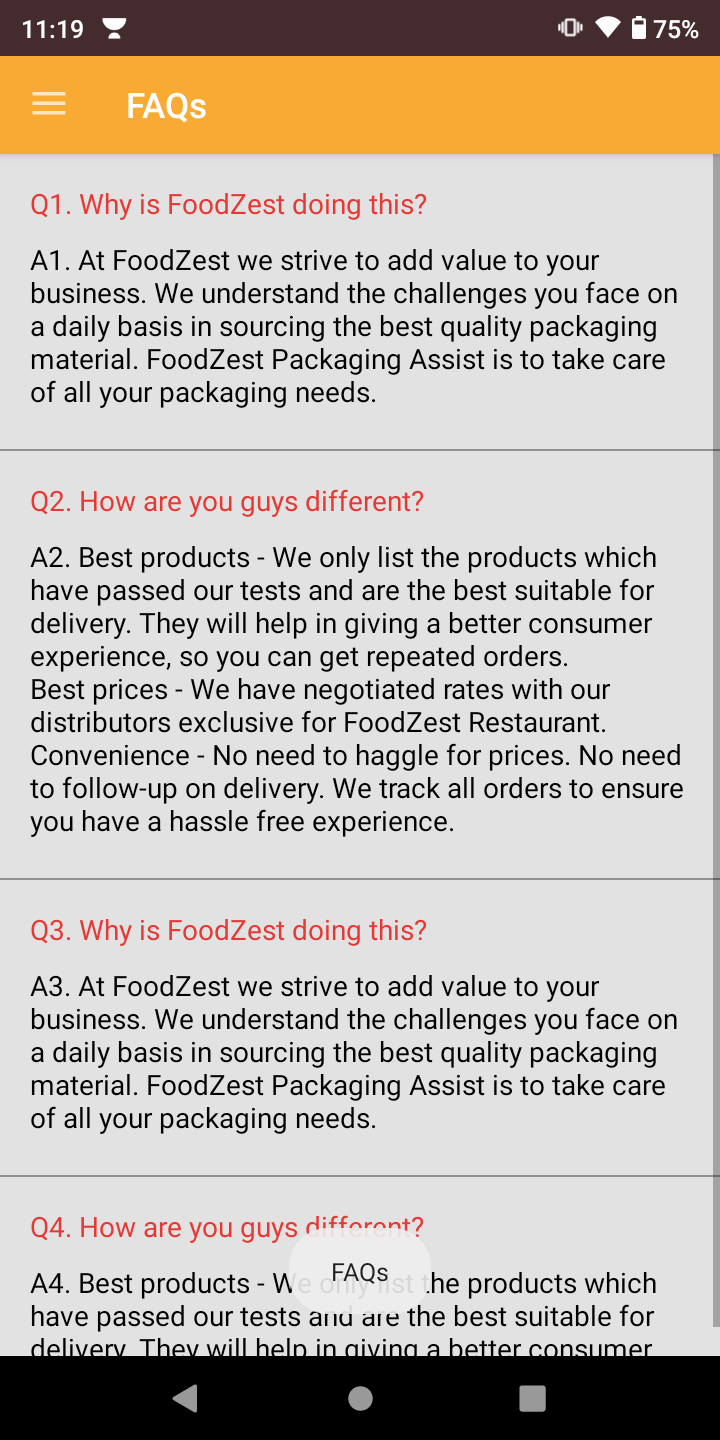 11:19
75%
FAQs
Q1. Why is FoodZest doing this?
A1. At FoodZest we strive to add value to your
business. We understand the challenges you face on
a daily basis in sourcing the best quality packaging
material. FoodZest Packaging Assist is to take care
of all your packaging needs.
Q2. How are you guys different?
A2. Best products - We only list the products which
have passed our tests and are the best suitable for
delivery. They will help in giving a better consumer
experience, so you can get repeated orders.
Best prices - We have negotiated rates with our
distributors exclusive for FoodZest Restaurant.
Convenience - No need to haggle for prices. No need
to follow-up on delivery. We track all orders to ensure
you have a hassle free experience.
Q3. Why is FoodZest doing this?
A3. At FoodZest we strive to add value to your
business. We understand the challenges you face on
a daily basis in sourcing the best quality packaging
material. FoodZest Packaging Assist is to take care
of all your packaging needs.
Q4. How are you guys different?
FAQs
A4. Best products - We only list the products which
have passed our tests and are the best suitable for
delivery. They will help in giving a better consumer